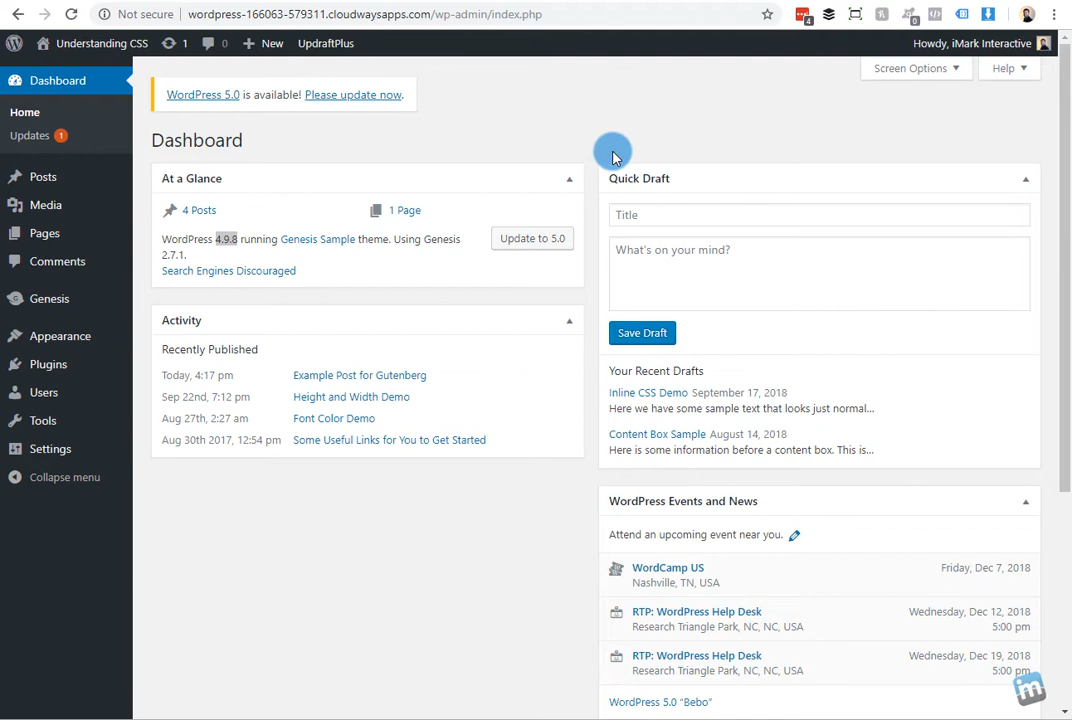 Not secure wordpress-166063-579311.cloudwaysapps.com/wp-admin/index.php
4
0
Understanding CSS 1 0 New UpdraftPlus Howdy, iMark Interactive
Dashboard
Home
Updates 1
Posts
Media
Pages
Comments
Genesis
Appearance
Plugins
Users
Tools
Settings
Collapse menu
Screen Options ▼ Help ▼
WordPress 5.0 is available! Please update now.
Dashboard
At a Glance
4 Posts 1 Page
WordPress 4.9.8 running Genesis Sample theme. Using Genesis
2.7.1.
Update to 5.0
Search Engines Discouraged
Activity
Recently Published
Today, 4:17 pm Example Post for Gutenberg
Sep 22nd, 7:12 pm Height and Width Demo
Aug 27th, 2:27 am Font Color Demo
Aug 30th 2017, 12:54 pm Some Useful Links for You to Get Started
Quick Draft
Title
What's on your mind?
Save Draft
Your Recent Drafts
Inline CSS Demo September 17, 2018
Here we have some sample text that looks just normal...
Content Box Sample August 14, 2018
Here is some information before a content box. This is...
WordPress Events and News
Attend an upcoming event near you.
WordCamp US Friday, Dec 7, 2018
Nashville, TN, USA
RTP: WordPress Help Desk Wednesday, Dec 12, 2018
Research Triangle Park, NC, NC, USA 5:00 pm
RTP: WordPress Help Desk Wednesday, Dec 19, 2018
Research Triangle Park, NC, NC, USA 5:00 pm
WordPress 5.0 “Bebo”
im